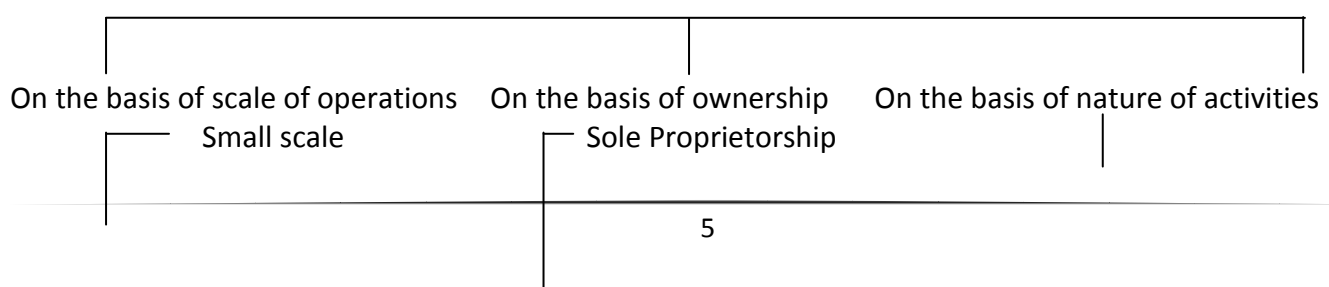 On the basis of scale of operations On the basis of ownership On the basis of nature of activities
Small scale Sole Proprietorship
5